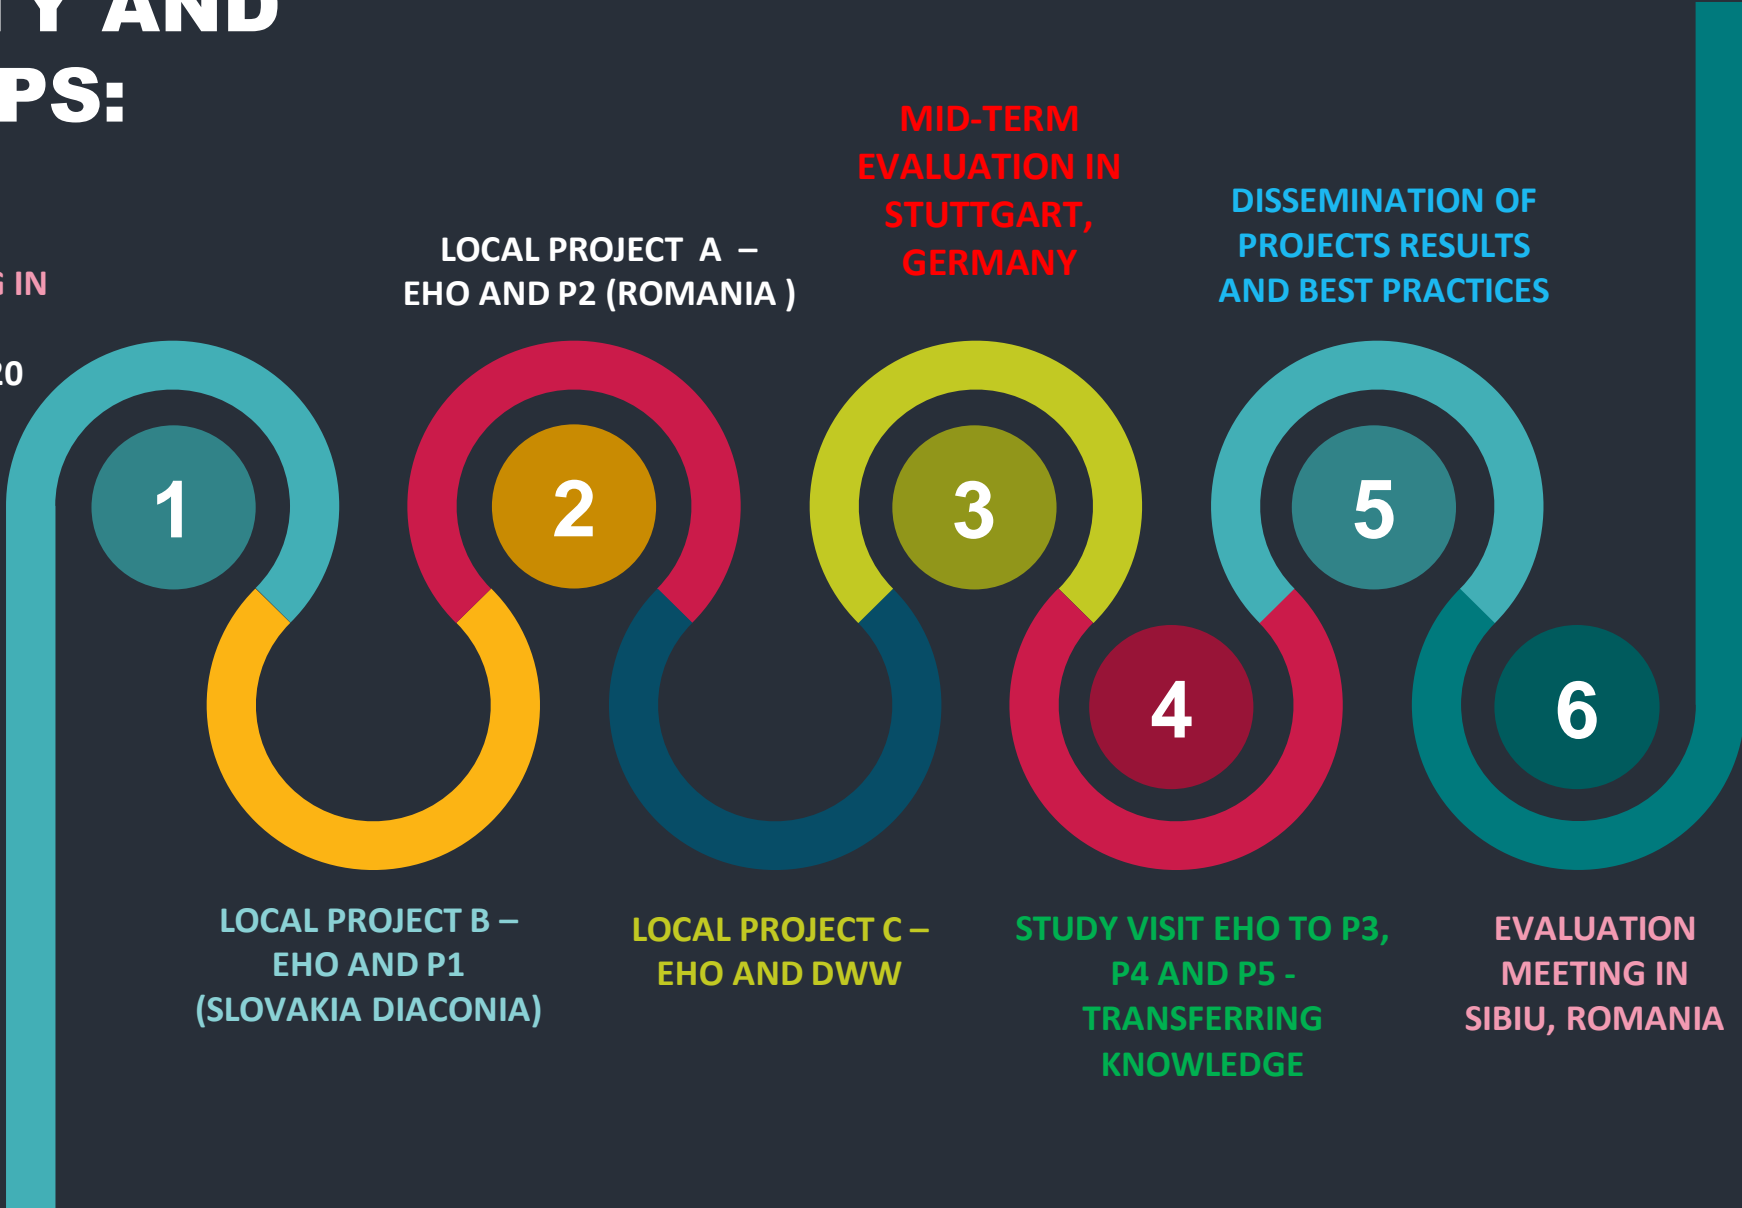 AND
PS:
IN
20
LOCAL PROJECT A –
EHO AND P2 (ROMANIA )
MID-TERM
EVALUATION IN
STUTTGART,
GERMANY
DISSEMINATION OF
PROJECTS RESULTS
AND BEST PRACTICES
1
2
3
4
5
6
LOCAL PROJECT B –
EHO AND P1
(SLOVAKIA DIACONIA)
LOCAL PROJECT C –
EHO AND DWW
STUDY VISIT EHO TO P3,
P4 AND P5 -
TRANSFERRING
KNOWLEDGE
EVALUATION
MEETING IN
SIBIU, ROMANIA